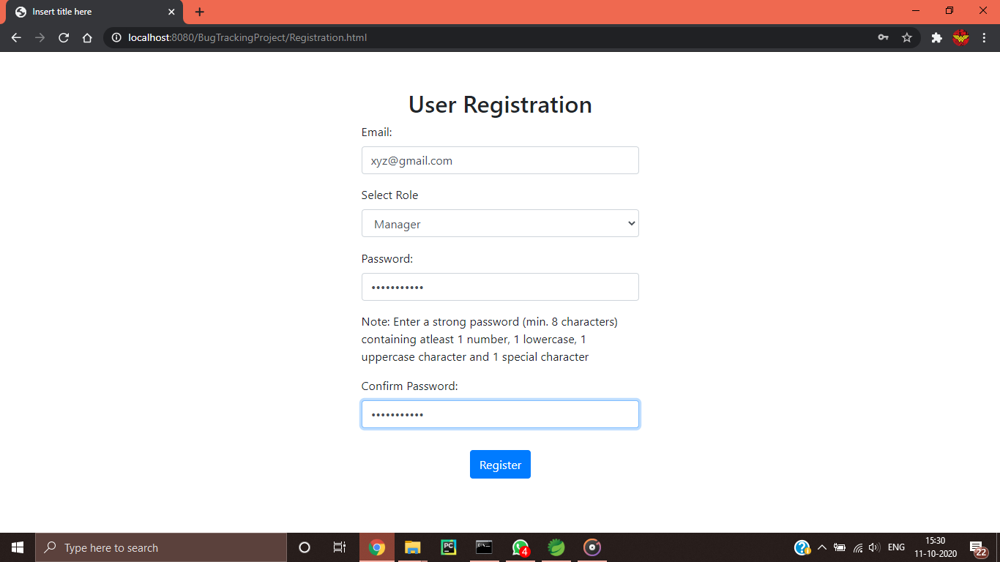 Insert title here
localhost:8080/BugTrackingProject/Registration.html
User Registration
Email:
xyz@gmail.com
Select Role
Manager
Password:
•••••••••••
Note: Enter a strong password (min. 8 characters)
containing atleast 1 number, 1 lowercase, 1
uppercase character and 1 special character
Confirm Password:
•••••••••••
Register
Type here to search
PC
4
ENG
15:30
11-10-2020
22